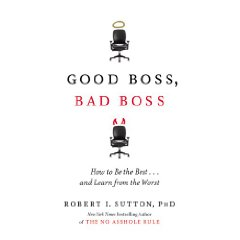 GOOD BOSS,
BAD BOSS
How to Be the Best . . .
and Learn from the Worst
ROBERT I. SUTTON, PHD
New York Times Bestselling Author
of THE NO ASSHOLE RULE